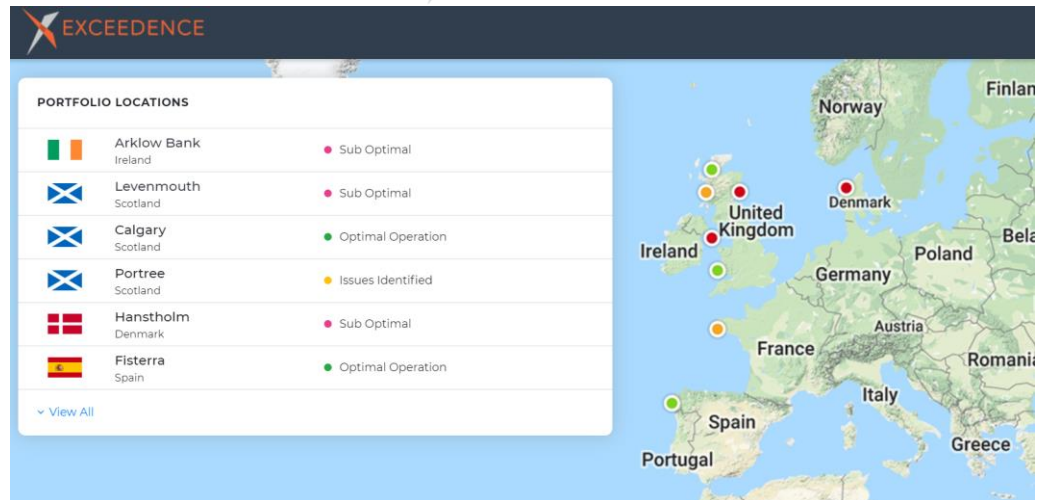 EXCEEDENCE
PORTFOLIO LOCATIONS
Arklow Bank
Ireland
Sub Optimal
Levenmouth
Scotland
Sub Optimal
Calgary
Scotland
Optimal Operation
Portree
Scotland
Issues Identified
Hanstholm
Denmark
Sub Optimal
Fisterra
Spain
Optimal Operation
View All
Norway
Finlan
Denmark
United
Kingdom
Ireland
Bela
Poland
Germany
Austria
France
Romania
Italy
Spain
Greece
Portugal